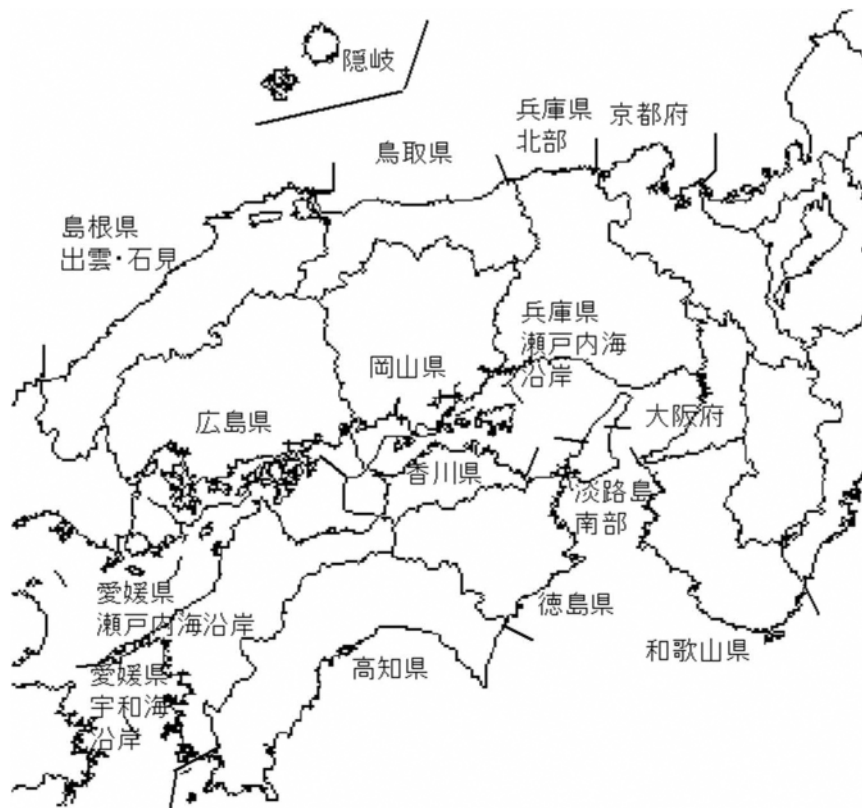 隠岐
兵庫県
北部
京都府
鳥取県
島根県
出雲・石見
兵庫県
瀬戸内海
沿岸
岡山県
広島県
大阪府
香川県
淡路島
南部
愛媛県
瀬戸内海沿岸
徳島県
和歌山県
高知県
愛媛県
宇和海
沿岸